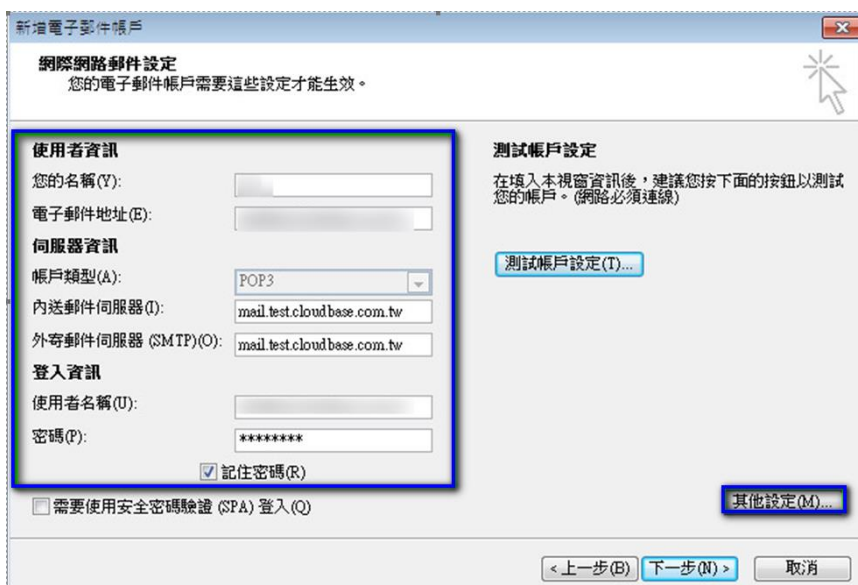 新增電子郵件帳戶
網際網路郵件設定
您的電子郵件帳戶需要這些設定才能生效。
使用者資訊
您的名稱(Y):
電子郵件地址(E):
伺服器資訊
帳戶類型(A): POP3
內送郵件伺服器(I): mail.test.cloudbase.com.tw
外寄郵件伺服器 (SMTP)(O): mail.test.cloudbase.com.tw
登入資訊
使用者名稱(U):
密碼(P): ********
記住密碼(R)
需要使用安全密碼驗證 (SPA) 登入(Q)
測試帳戶設定
在填入本視窗資訊後，建議您按下面的按鈕以測試
您的帳戶。(網路必須連線)
測試帳戶設定(T)...
其他設定(M)...
< 上一步(B)
下一步(N) >
取消